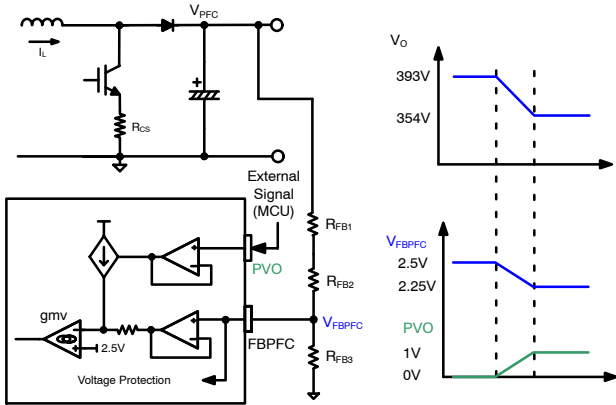 V_PFC
I_L
R_CS
External
Signal
(MCU)
PVO
R_FB1
R_FB2
V_FBPFC
FBPFC
R_FB3
gmv
2.5V
Voltage Protection
V_O
393V
354V
V_FBPFC
2.5V
2.25V
PVO
1V
0V